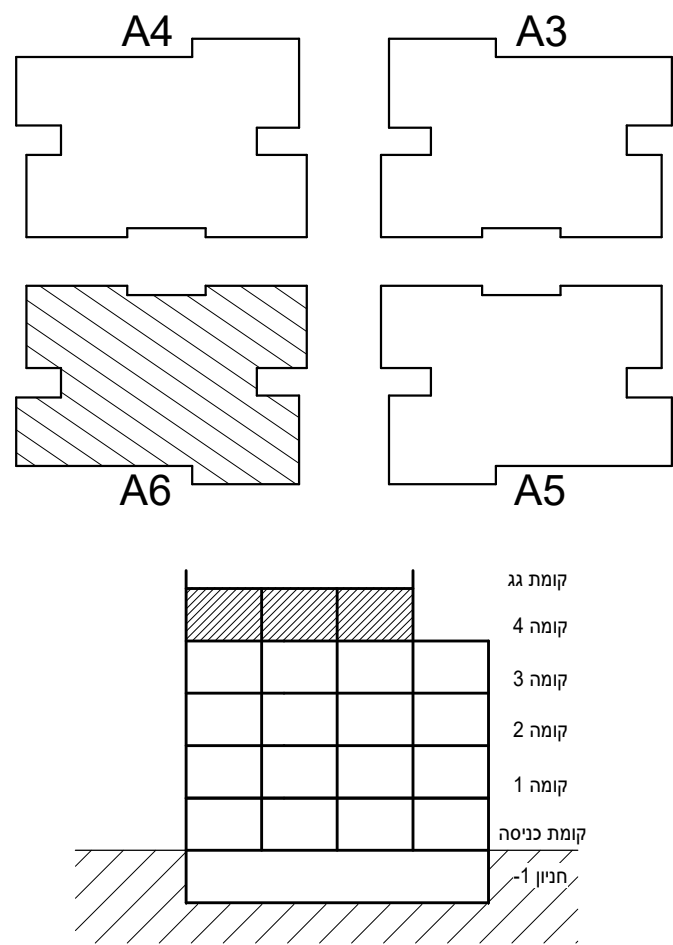 A4
A3
A6
A5
קומת גג
קומה 4
קומה 3
קומה 2
קומה 1
קומת כניסה
חניון 1-